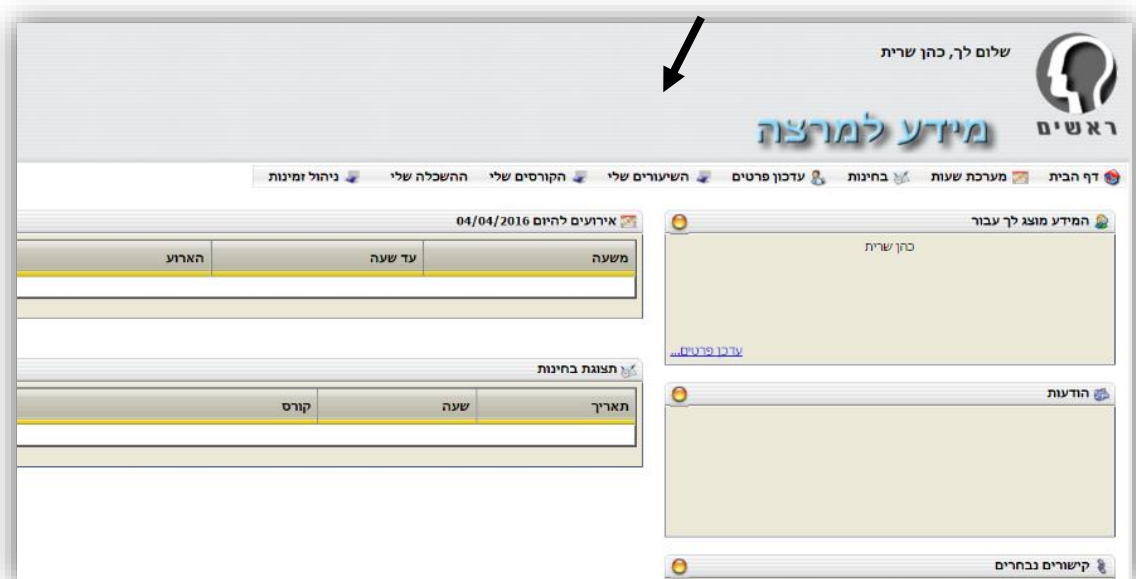 שלום לך, כהן שרית
ראשים
מידע למרצה
דף הבית מערכת שעות בחינות עדכון פרטים השיעורים שלי הקורסים שלי ההשכלה שלי ניהול זמינות
המידע מוצג לך עבור
כהן שרית
עדכן פרטים...
הודעות
קישורים נבחרים
אירועים להיום 04/04/2016
משעה עד שעה הארוע
תצוגת בחינות
תאריך שעה קורס